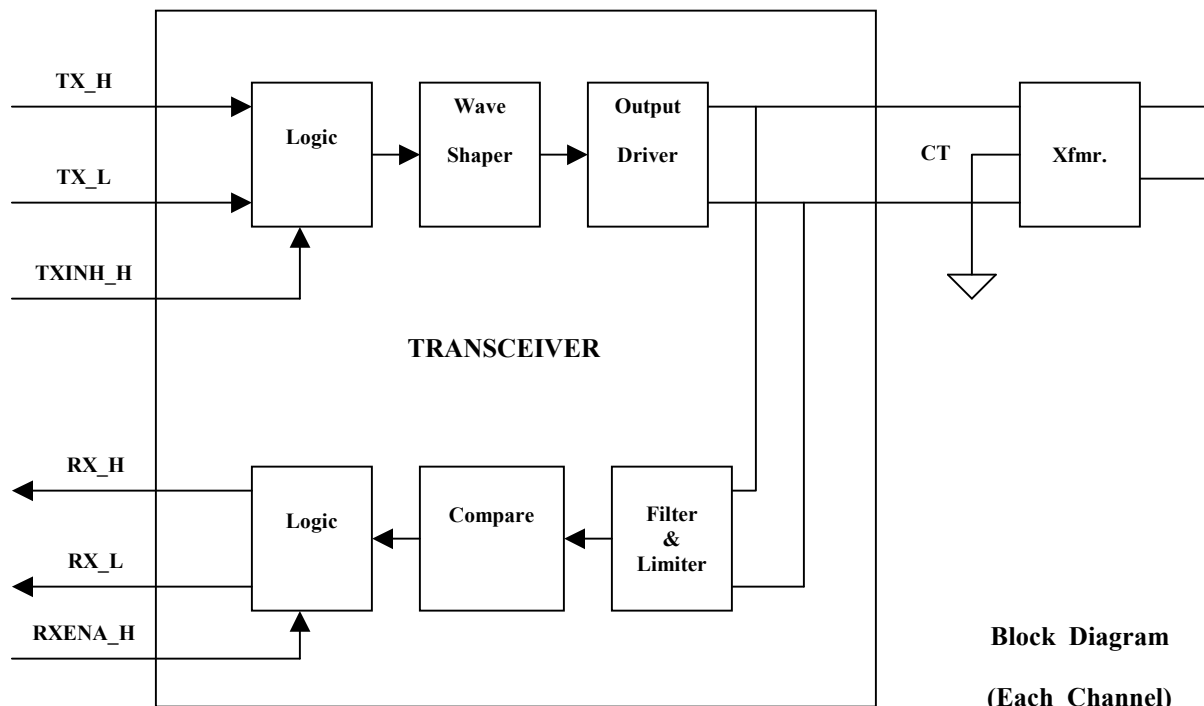 TX_H
TX_L
TXINH_H
Logic
Wave
Shaper
Output
Driver
CT
Xfmr.
TRANSCEIVER
RX_H
RX_L
RXENA_H
Logic
Compare
Filter
&
Limiter
Block Diagram
(Each Channel)